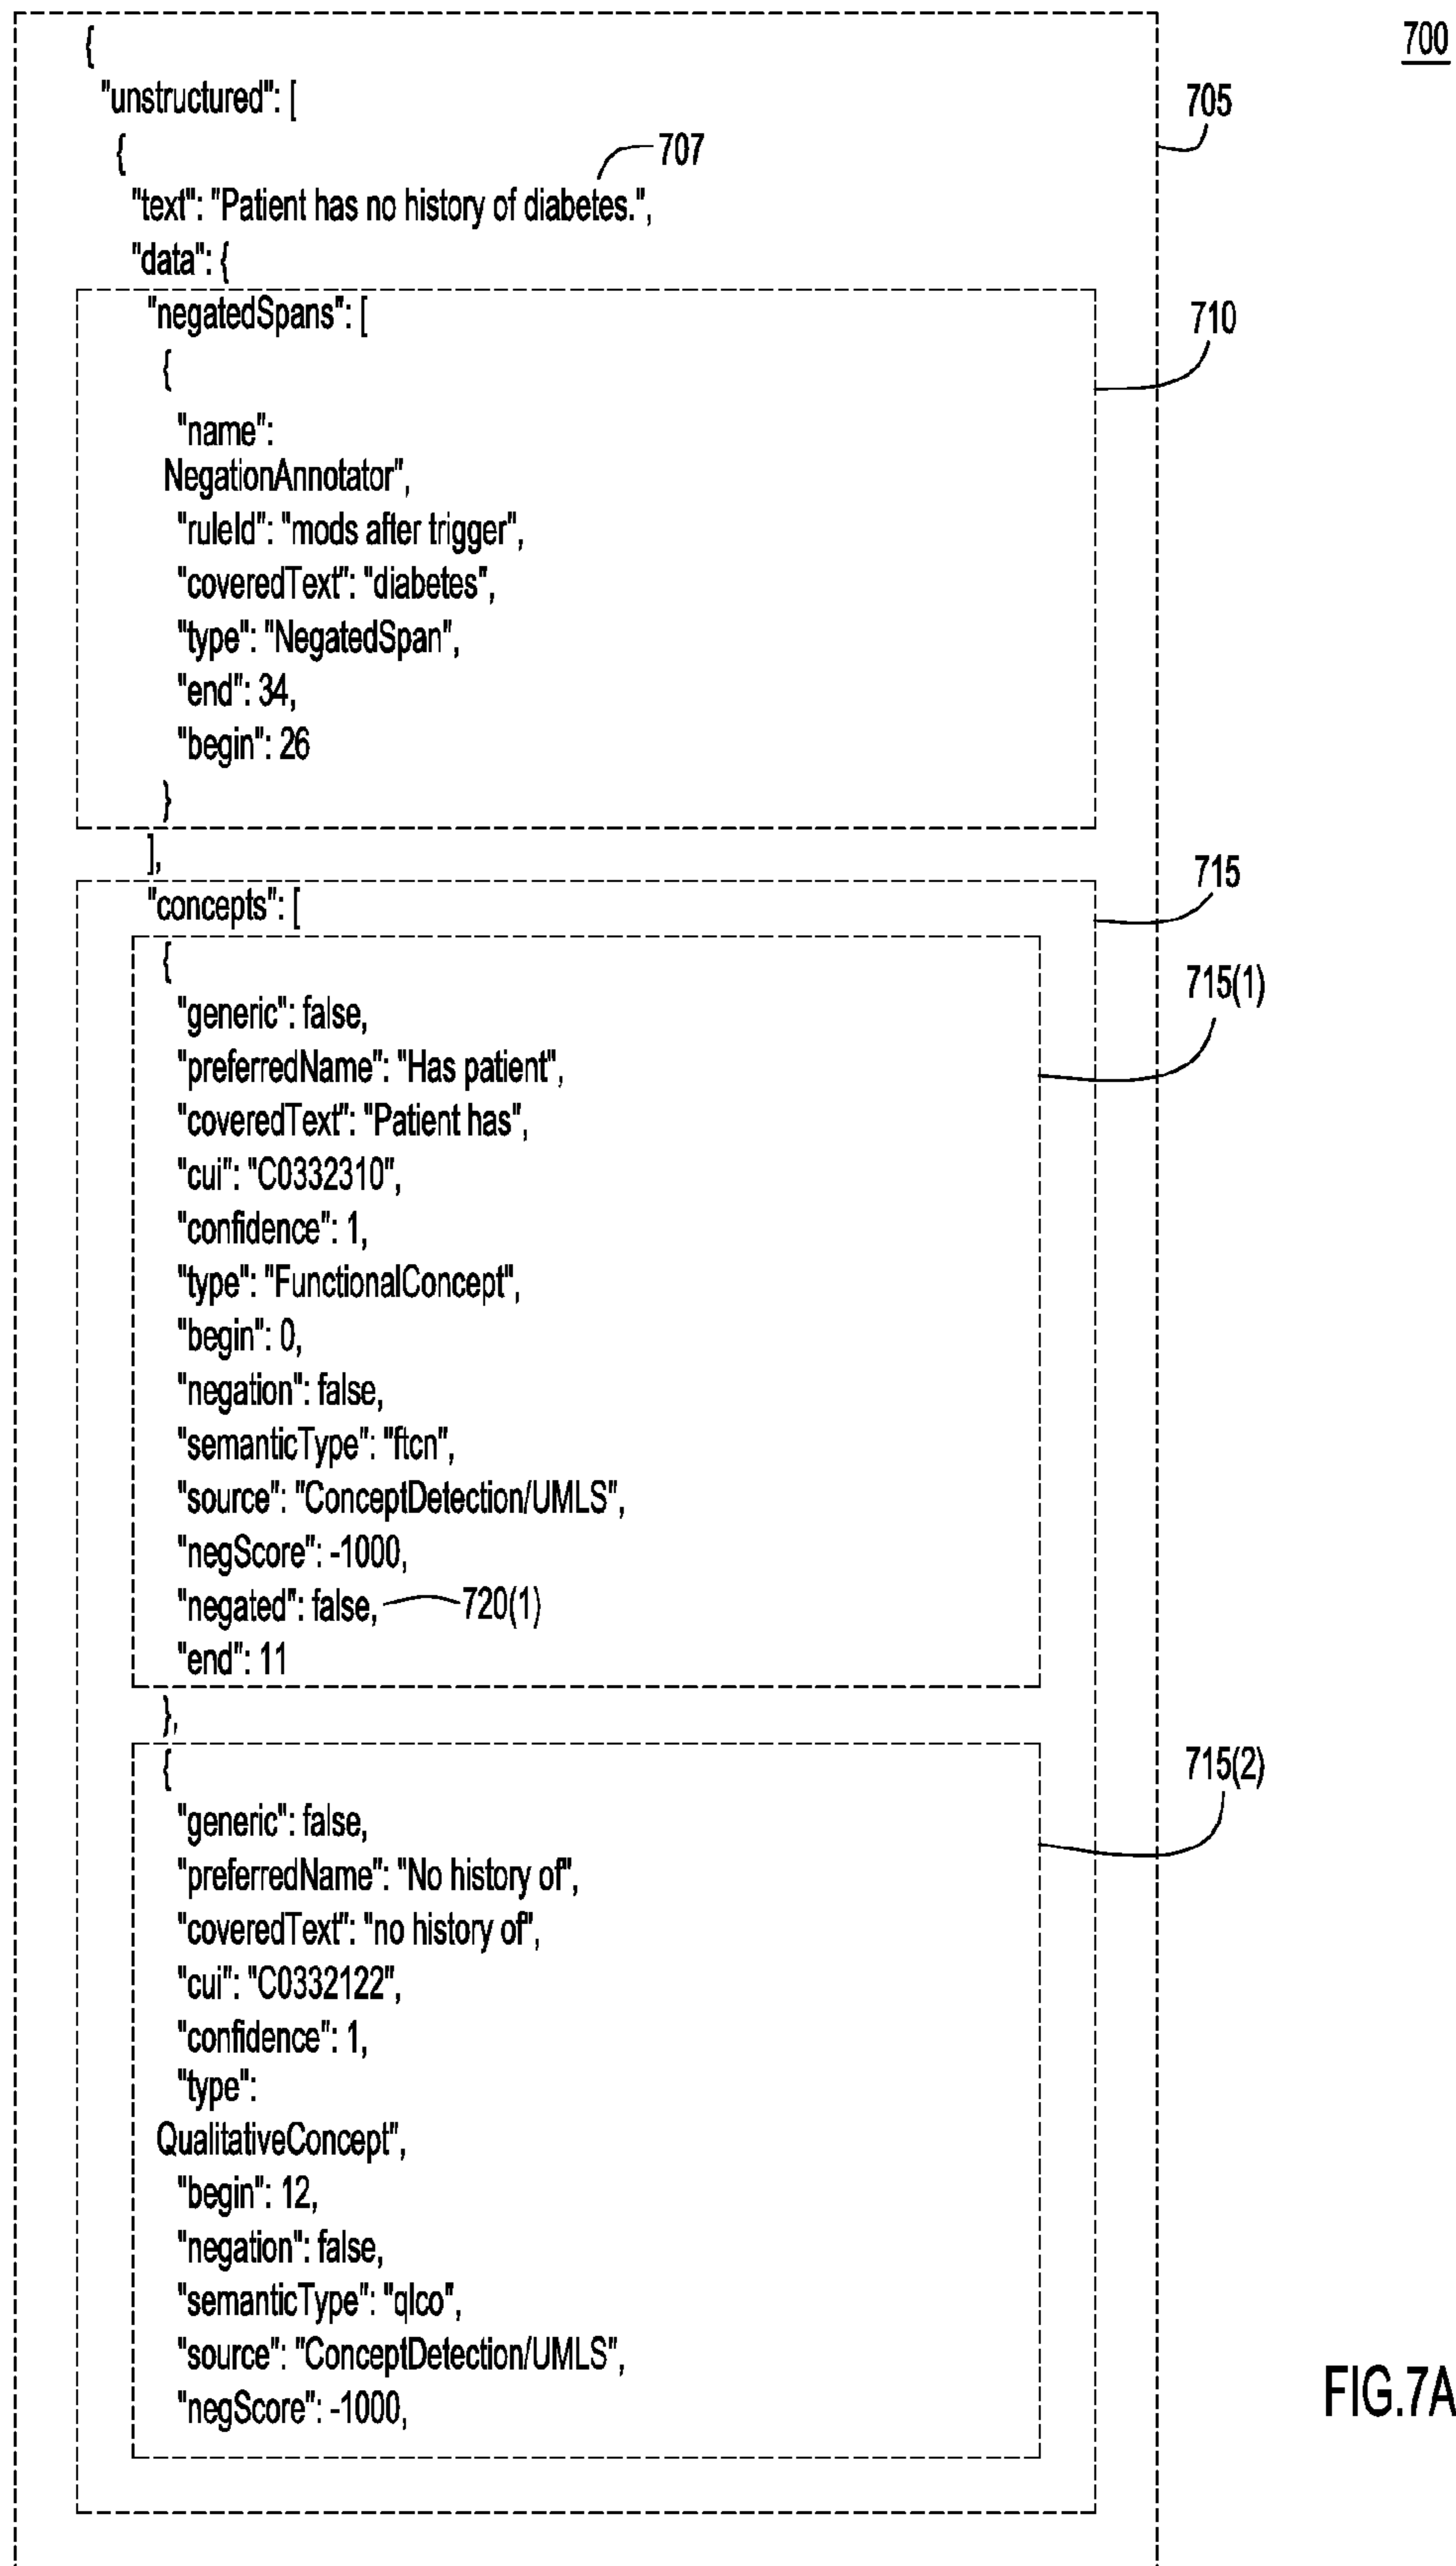 {
700
"unstructured": [
705
{
707
"text": "Patient has no history of diabetes.",
"data": {
"negatedSpans": [
710
{
"name":
NegationAnnotator",
"ruleId": "mods after trigger",
"coveredText": "diabetes",
"type": "NegatedSpan",
"end": 34,
"begin": 26
}
],
715
"concepts": [
{
715(1)
"generic": false,
"preferredName": "Has patient",
"coveredText": "Patient has",
"cui": "C0332310",
"confidence": 1,
"type": "FunctionalConcept",
"begin": 0,
"negation": false,
"semanticType": "ftcn",
"source": "ConceptDetection/UMLS",
"negScore": -1000,
"negated": false, 720(1)
"end": 11
},
{
715(2)
"generic": false,
"preferredName": "No history of",
"coveredText": "no history of",
"cui": "C0332122",
"confidence": 1,
"type":
QualitativeConcept",
"begin": 12,
"negation": false,
"semanticType": "qlco",
"source": "ConceptDetection/UMLS",
"negScore": -1000,
FIG.7A